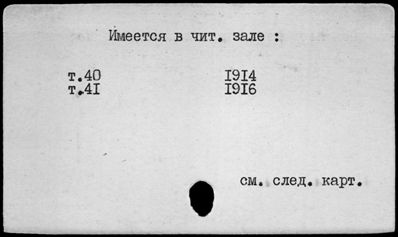 Имеется в чит. зале :
т.40 1914
т.41 1916
см. след. карт.